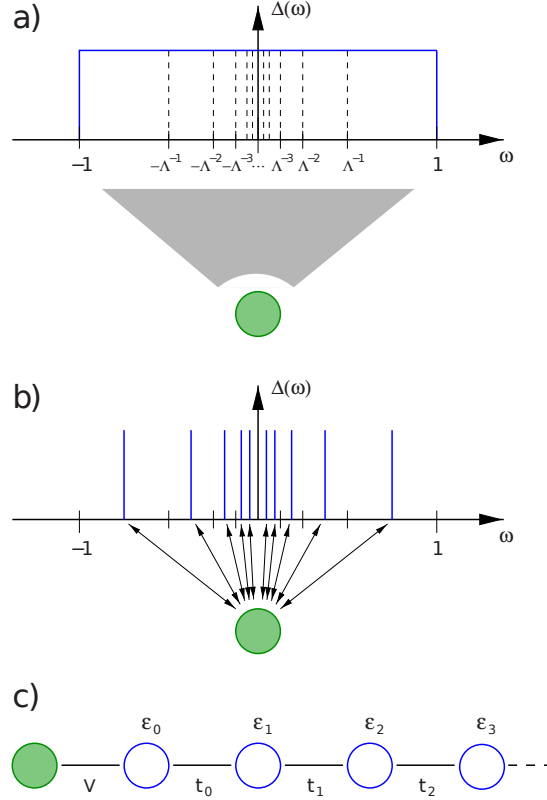 a)
Δ(ω)
−1 −Λ⁻¹ −Λ⁻² −Λ⁻³ ... Λ⁻³ Λ⁻² Λ⁻¹ 1 ω
b)
Δ(ω)
−1 1 ω
c)
ε₀ ε₁ ε₂ ε₃
V t₀ t₁ t₂